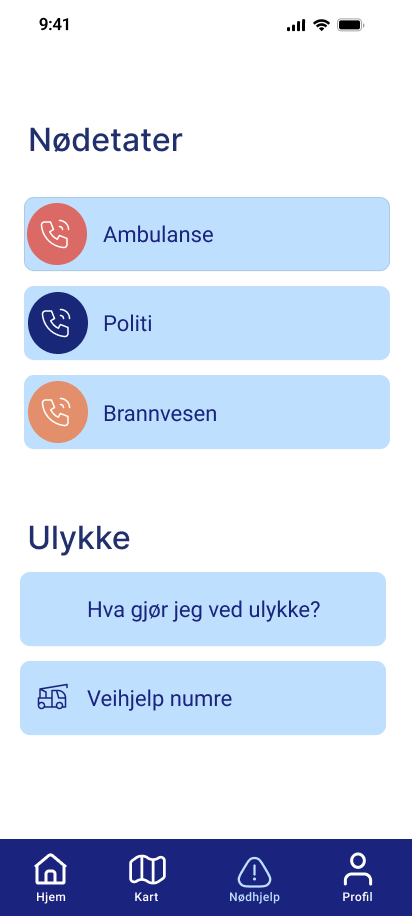 9:41
Nødetater
Ambulanse
Politi
Brannvesen
Ulykke
Hva gjør jeg ved ulykke?
Veihjelp numre
Hjem Kart Nødhjelp Profil